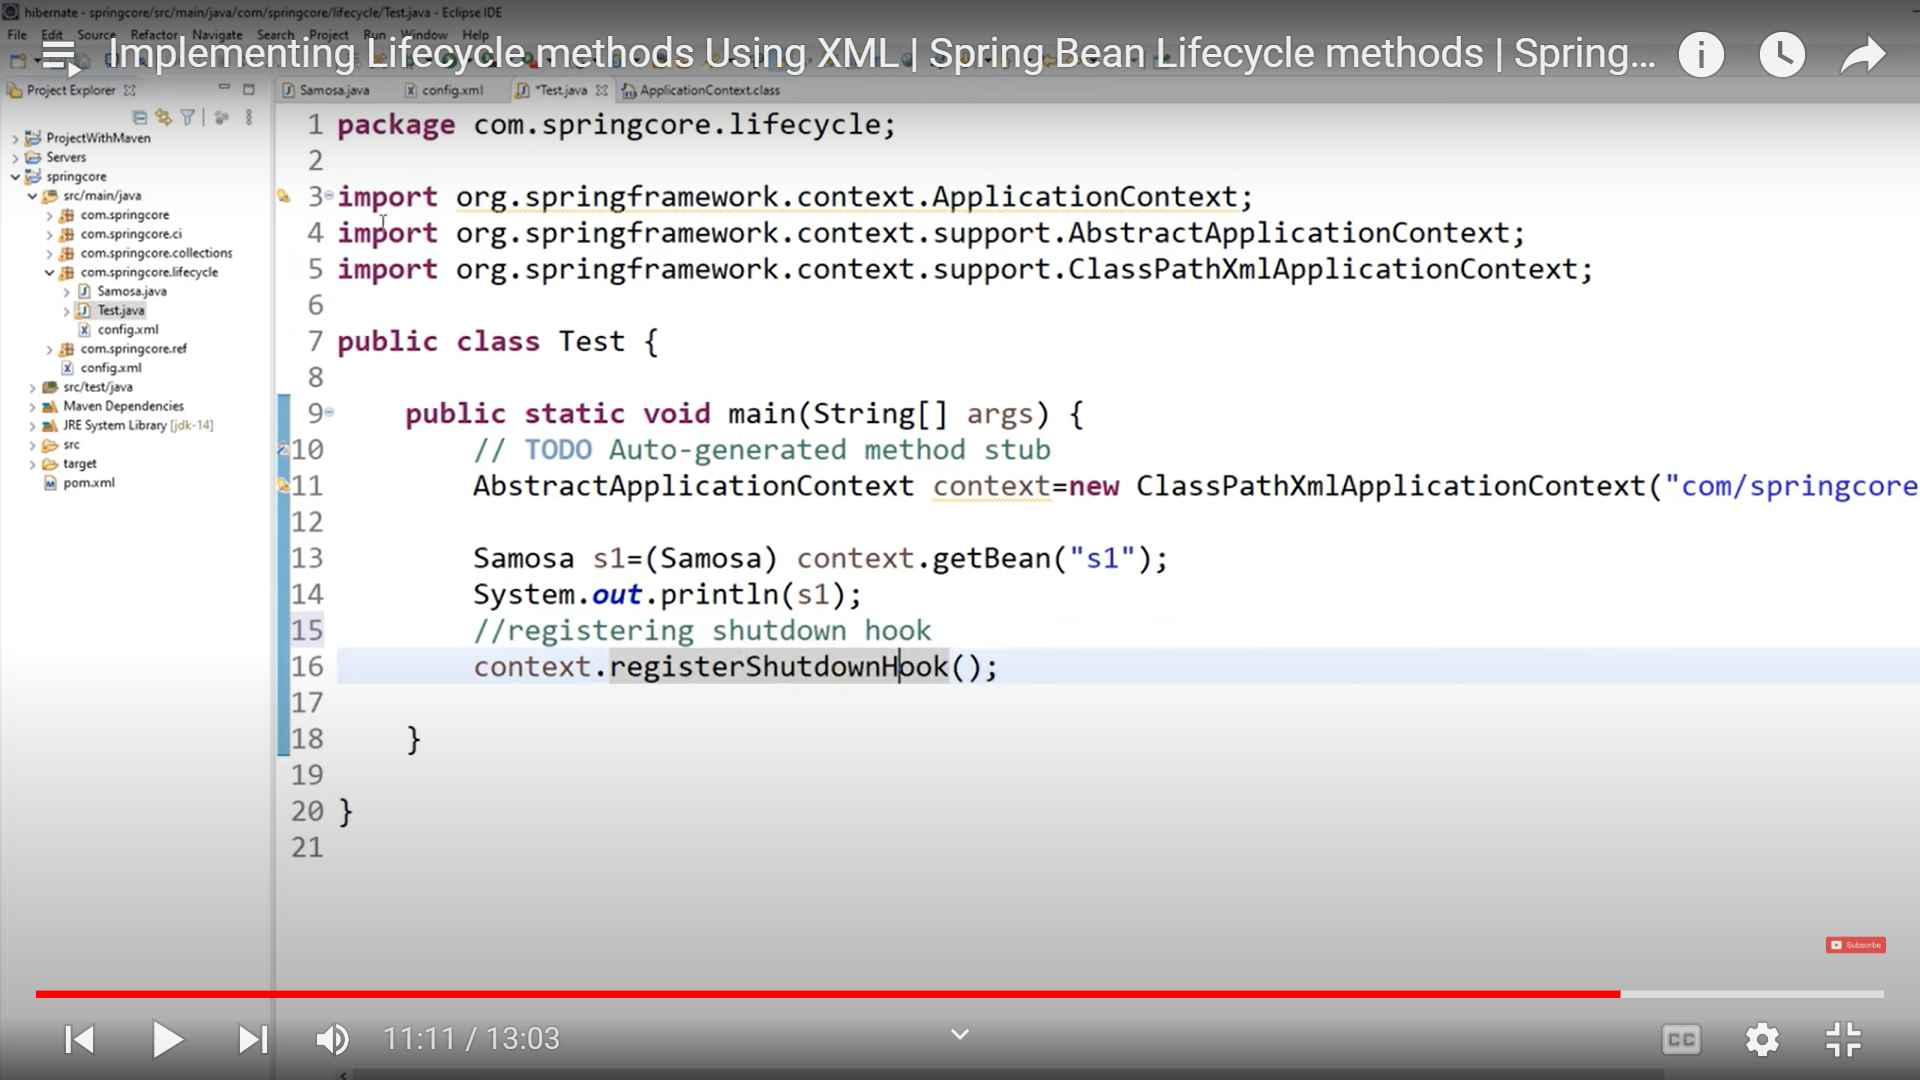 hibernate - springcore/src/main/java/com/springcore/lifecycle/Test.java - Eclipse IDE
File Edit Source Refactor Navigate Search Project Run Window Help
Implementing Lifecycle methods Using XML | Spring Bean Lifecycle methods | Spring...
Project Explorer
Samosa.java config.xml *Test.java ApplicationContext.class
ProjectWithMaven
Servers
springcore
src/main/java
com.springcore
com.springcore.ci
com.springcore.collections
com.springcore.lifecycle
Samosa.java
Test.java
config.xml
com.springcore.ref
config.xml
src/test/java
Maven Dependencies
JRE System Library [jdk-14]
src
target
pom.xml
1 package com.springcore.lifecycle;
2
3 import org.springframework.context.ApplicationContext;
4 import org.springframework.context.support.AbstractApplicationContext;
5 import org.springframework.context.support.ClassPathXmlApplicationContext;
6
7 public class Test {
8
9 public static void main(String[] args) {
10 // TODO Auto-generated method stub
11 AbstractApplicationContext context=new ClassPathXmlApplicationContext("com/springcore
12
13 Samosa s1=(Samosa) context.getBean("s1");
14 System.out.println(s1);
15 //registering shutdown hook
16 context.registerShutdownHook();
17
18 }
19
20 }
21
Subscribe
11:11 / 13:03
CC